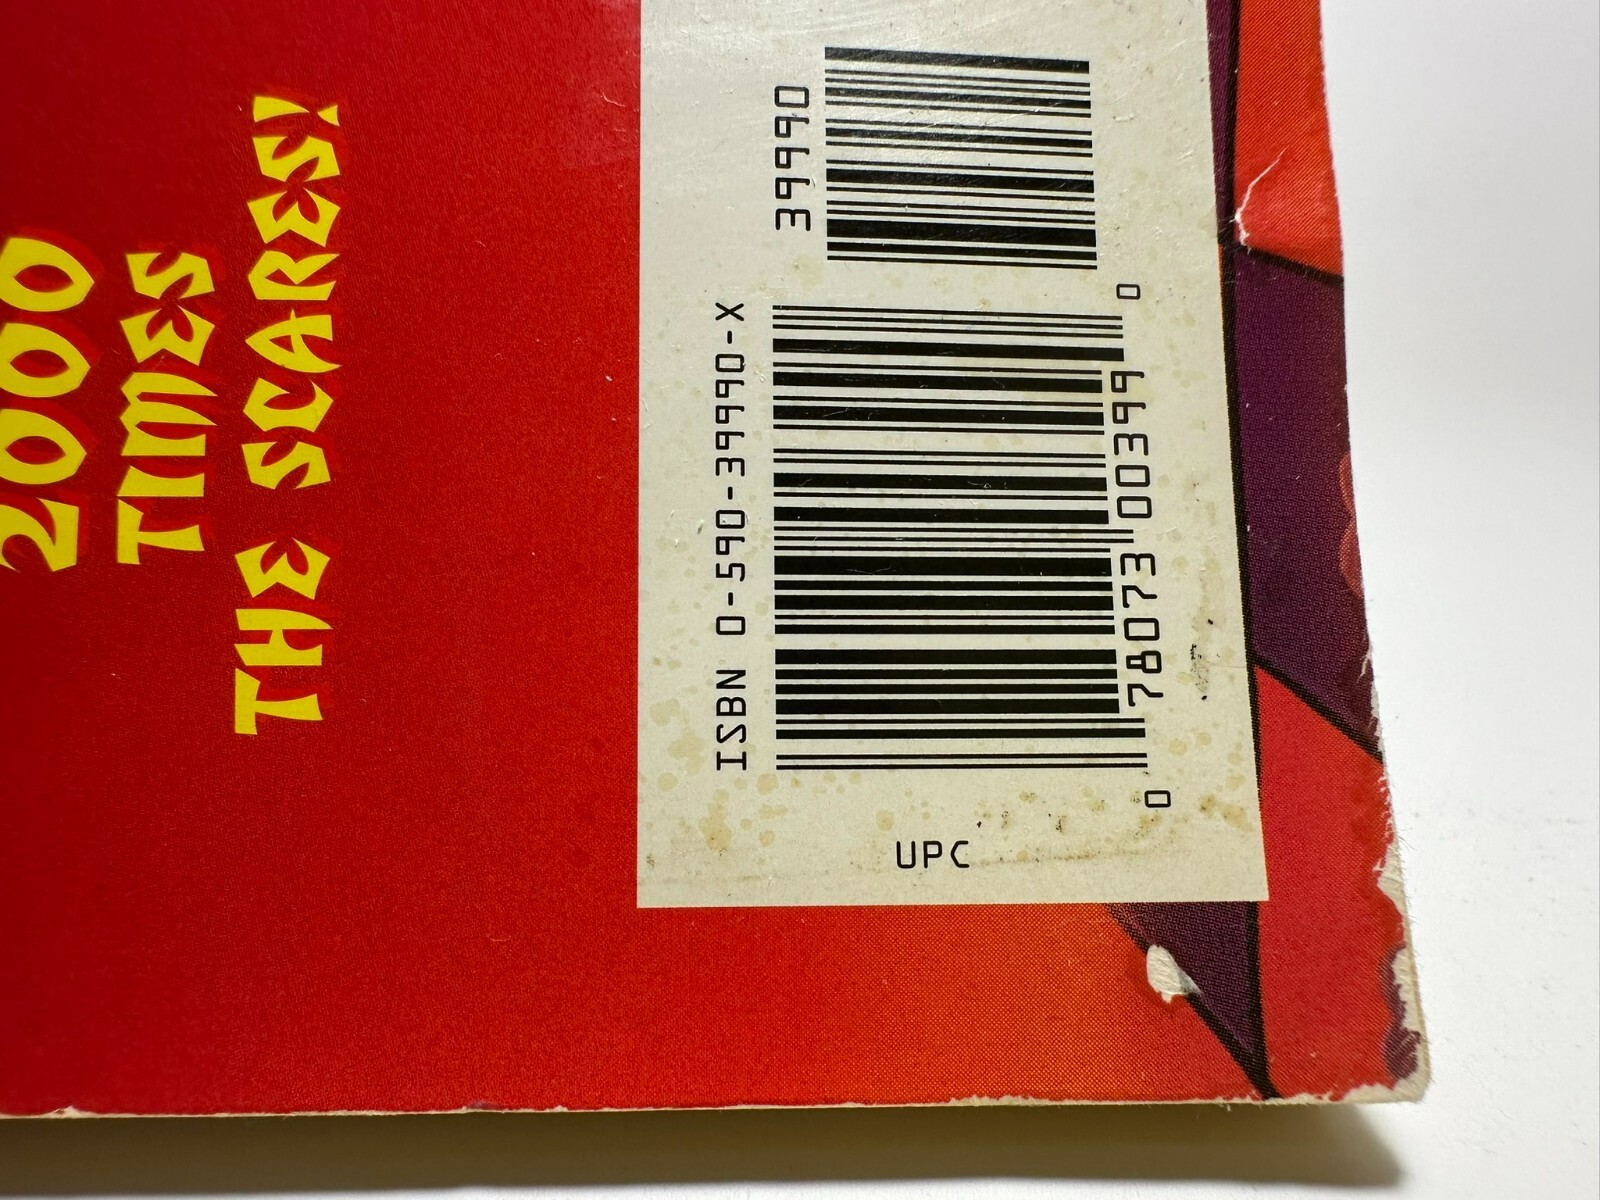 2000
TIMES
THE SCARES!
ISBN 0-590-39990-X
39990
0 78073 00399 0
UPC